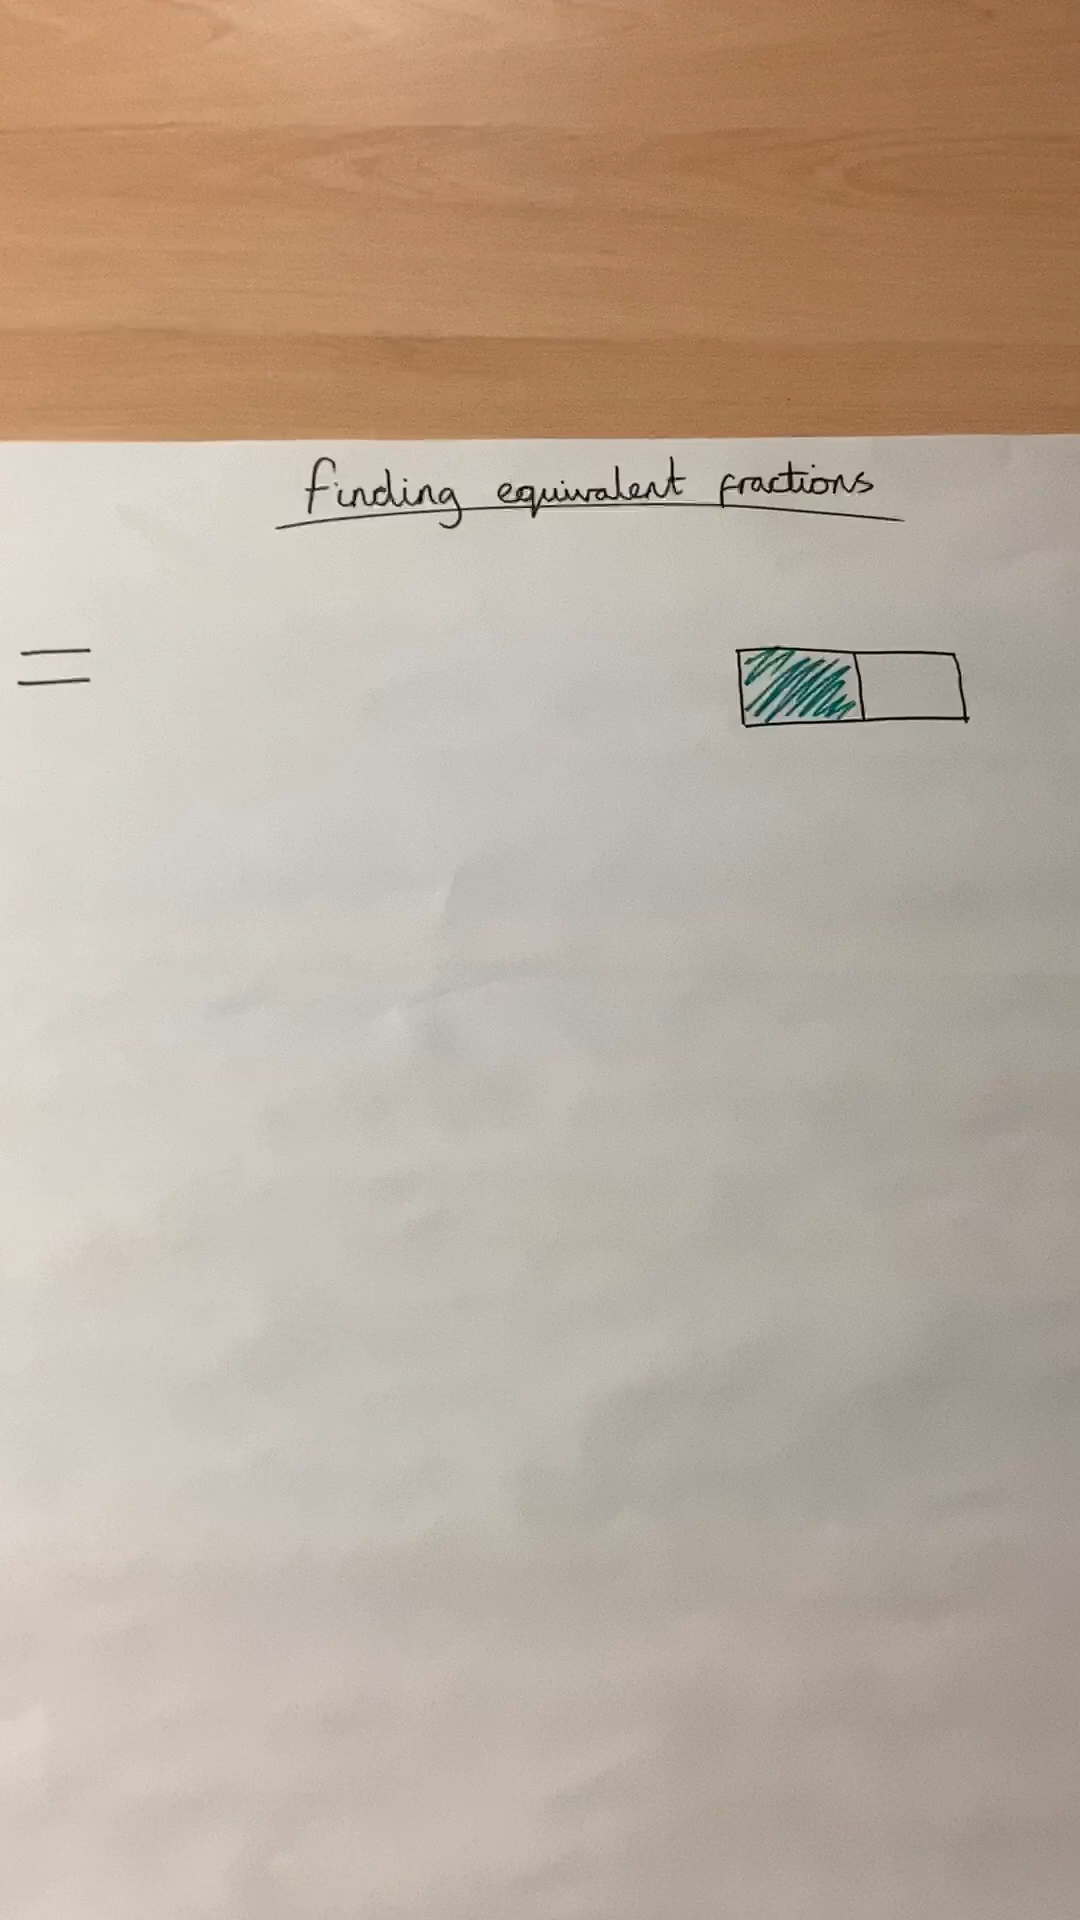 finding equivalent fractions
=